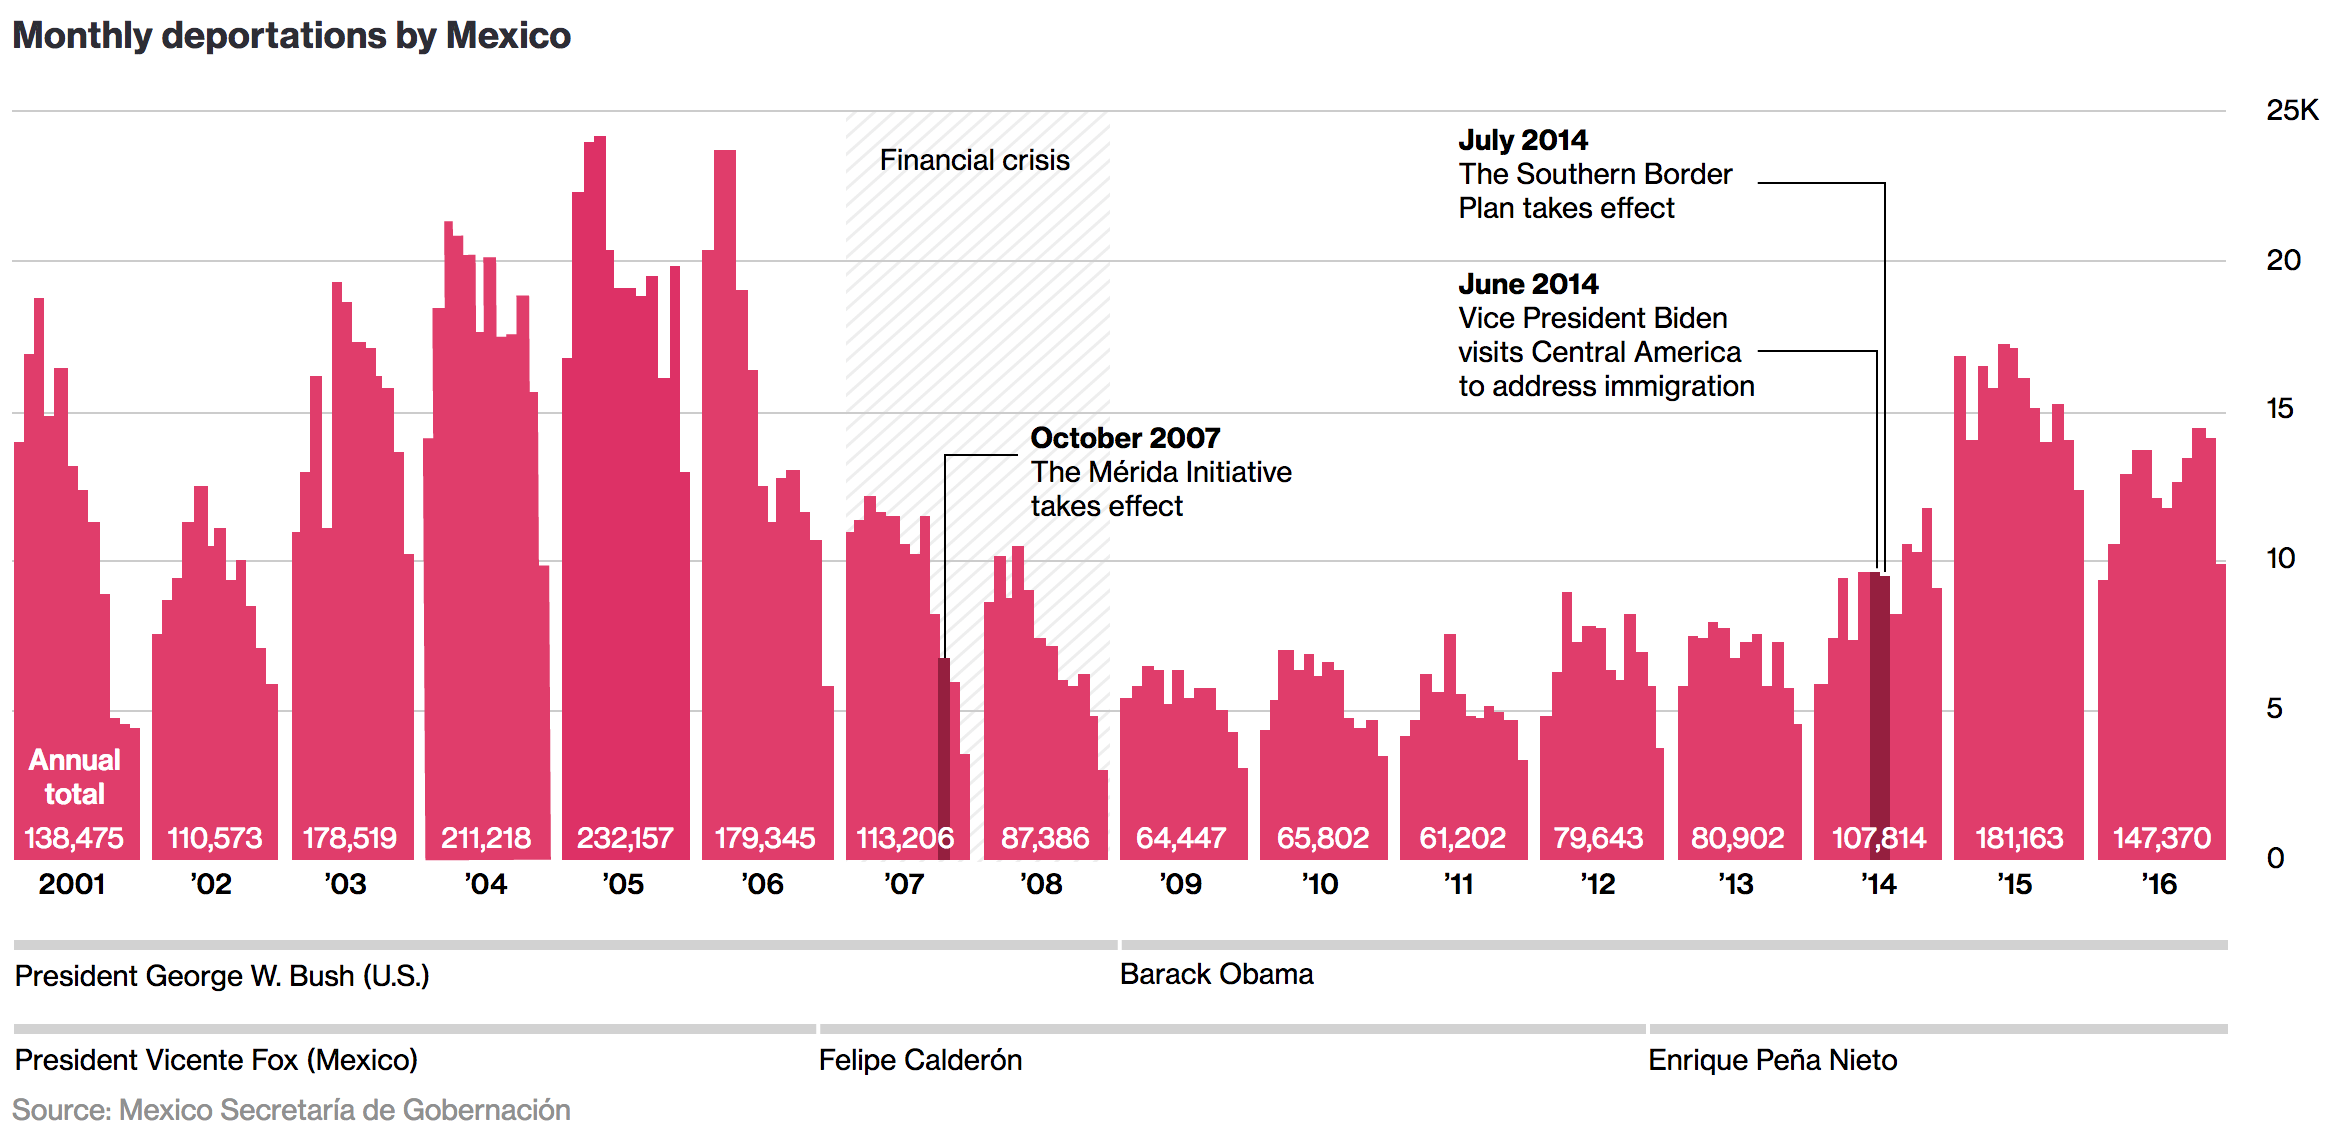 Monthly deportations by Mexico
25K
20
15
10
5
0
Financial crisis
October 2007
The Mérida Initiative
takes effect
July 2014
The Southern Border
Plan takes effect
June 2014
Vice President Biden
visits Central America
to address immigration
Annual
total
138,475 110,573 178,519 211,218 232,157 179,345 113,206 87,386 64,447 65,802 61,202 79,643 80,902 107,814 181,163 147,370
2001 ’02 ’03 ’04 ’05 ’06 ’07 ’08 ’09 ’10 ’11 ’12 ’13 ’14 ’15 ’16
President George W. Bush (U.S.) Barack Obama
President Vicente Fox (Mexico) Felipe Calderón Enrique Peña Nieto
Source: Mexico Secretaría de Gobernación